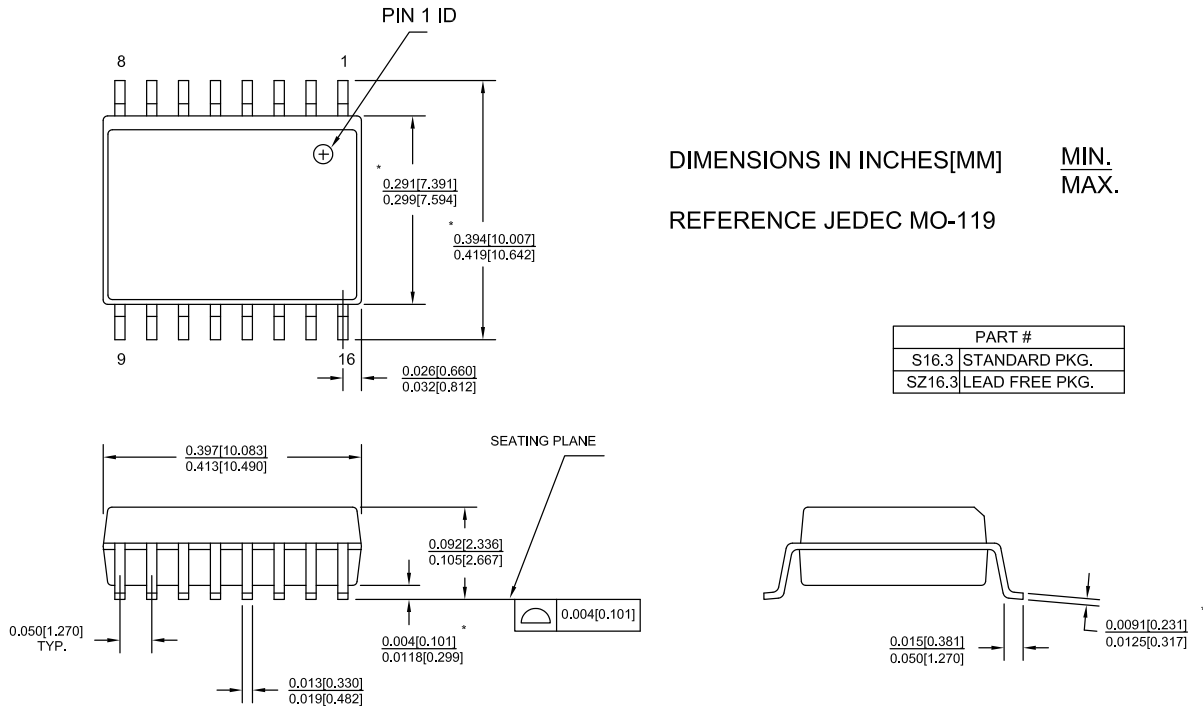 PIN 1 ID
8
1
*
0.291[7.391]
0.299[7.594]
*
0.394[10.007]
0.419[10.642]
9
16
0.026[0.660]
0.032[0.812]
DIMENSIONS IN INCHES[MM]
MIN.
MAX.
REFERENCE JEDEC MO-119
PART #
S16.3 STANDARD PKG.
SZ16.3 LEAD FREE PKG.
0.397[10.083]
0.413[10.490]
SEATING PLANE
0.092[2.336]
0.105[2.667]
0.004[0.101]
0.050[1.270]
TYP.
*
0.004[0.101]
0.0118[0.299]
0.013[0.330]
0.019[0.482]
0.015[0.381]
0.050[1.270]
*
0.0091[0.231]
0.0125[0.317]